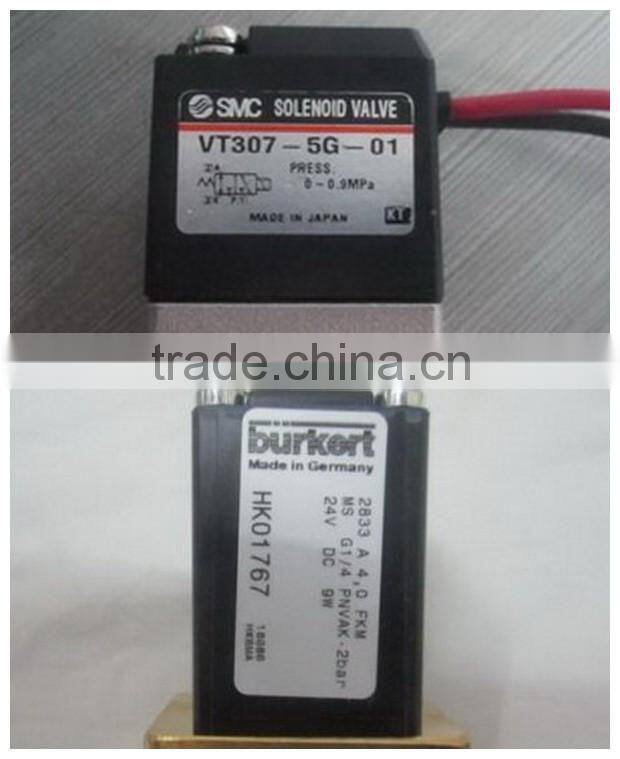 SMC SOLENOID VALVE
VT307-5G-01
PRESS.
0~0.9MPa
MADE IN JAPAN
KT
trade.china.cn
burkert
Made in Germany
2833 A 4,0 FKM
MS G1/4 PNVAK-2bar
24V DC 9W
HK01767